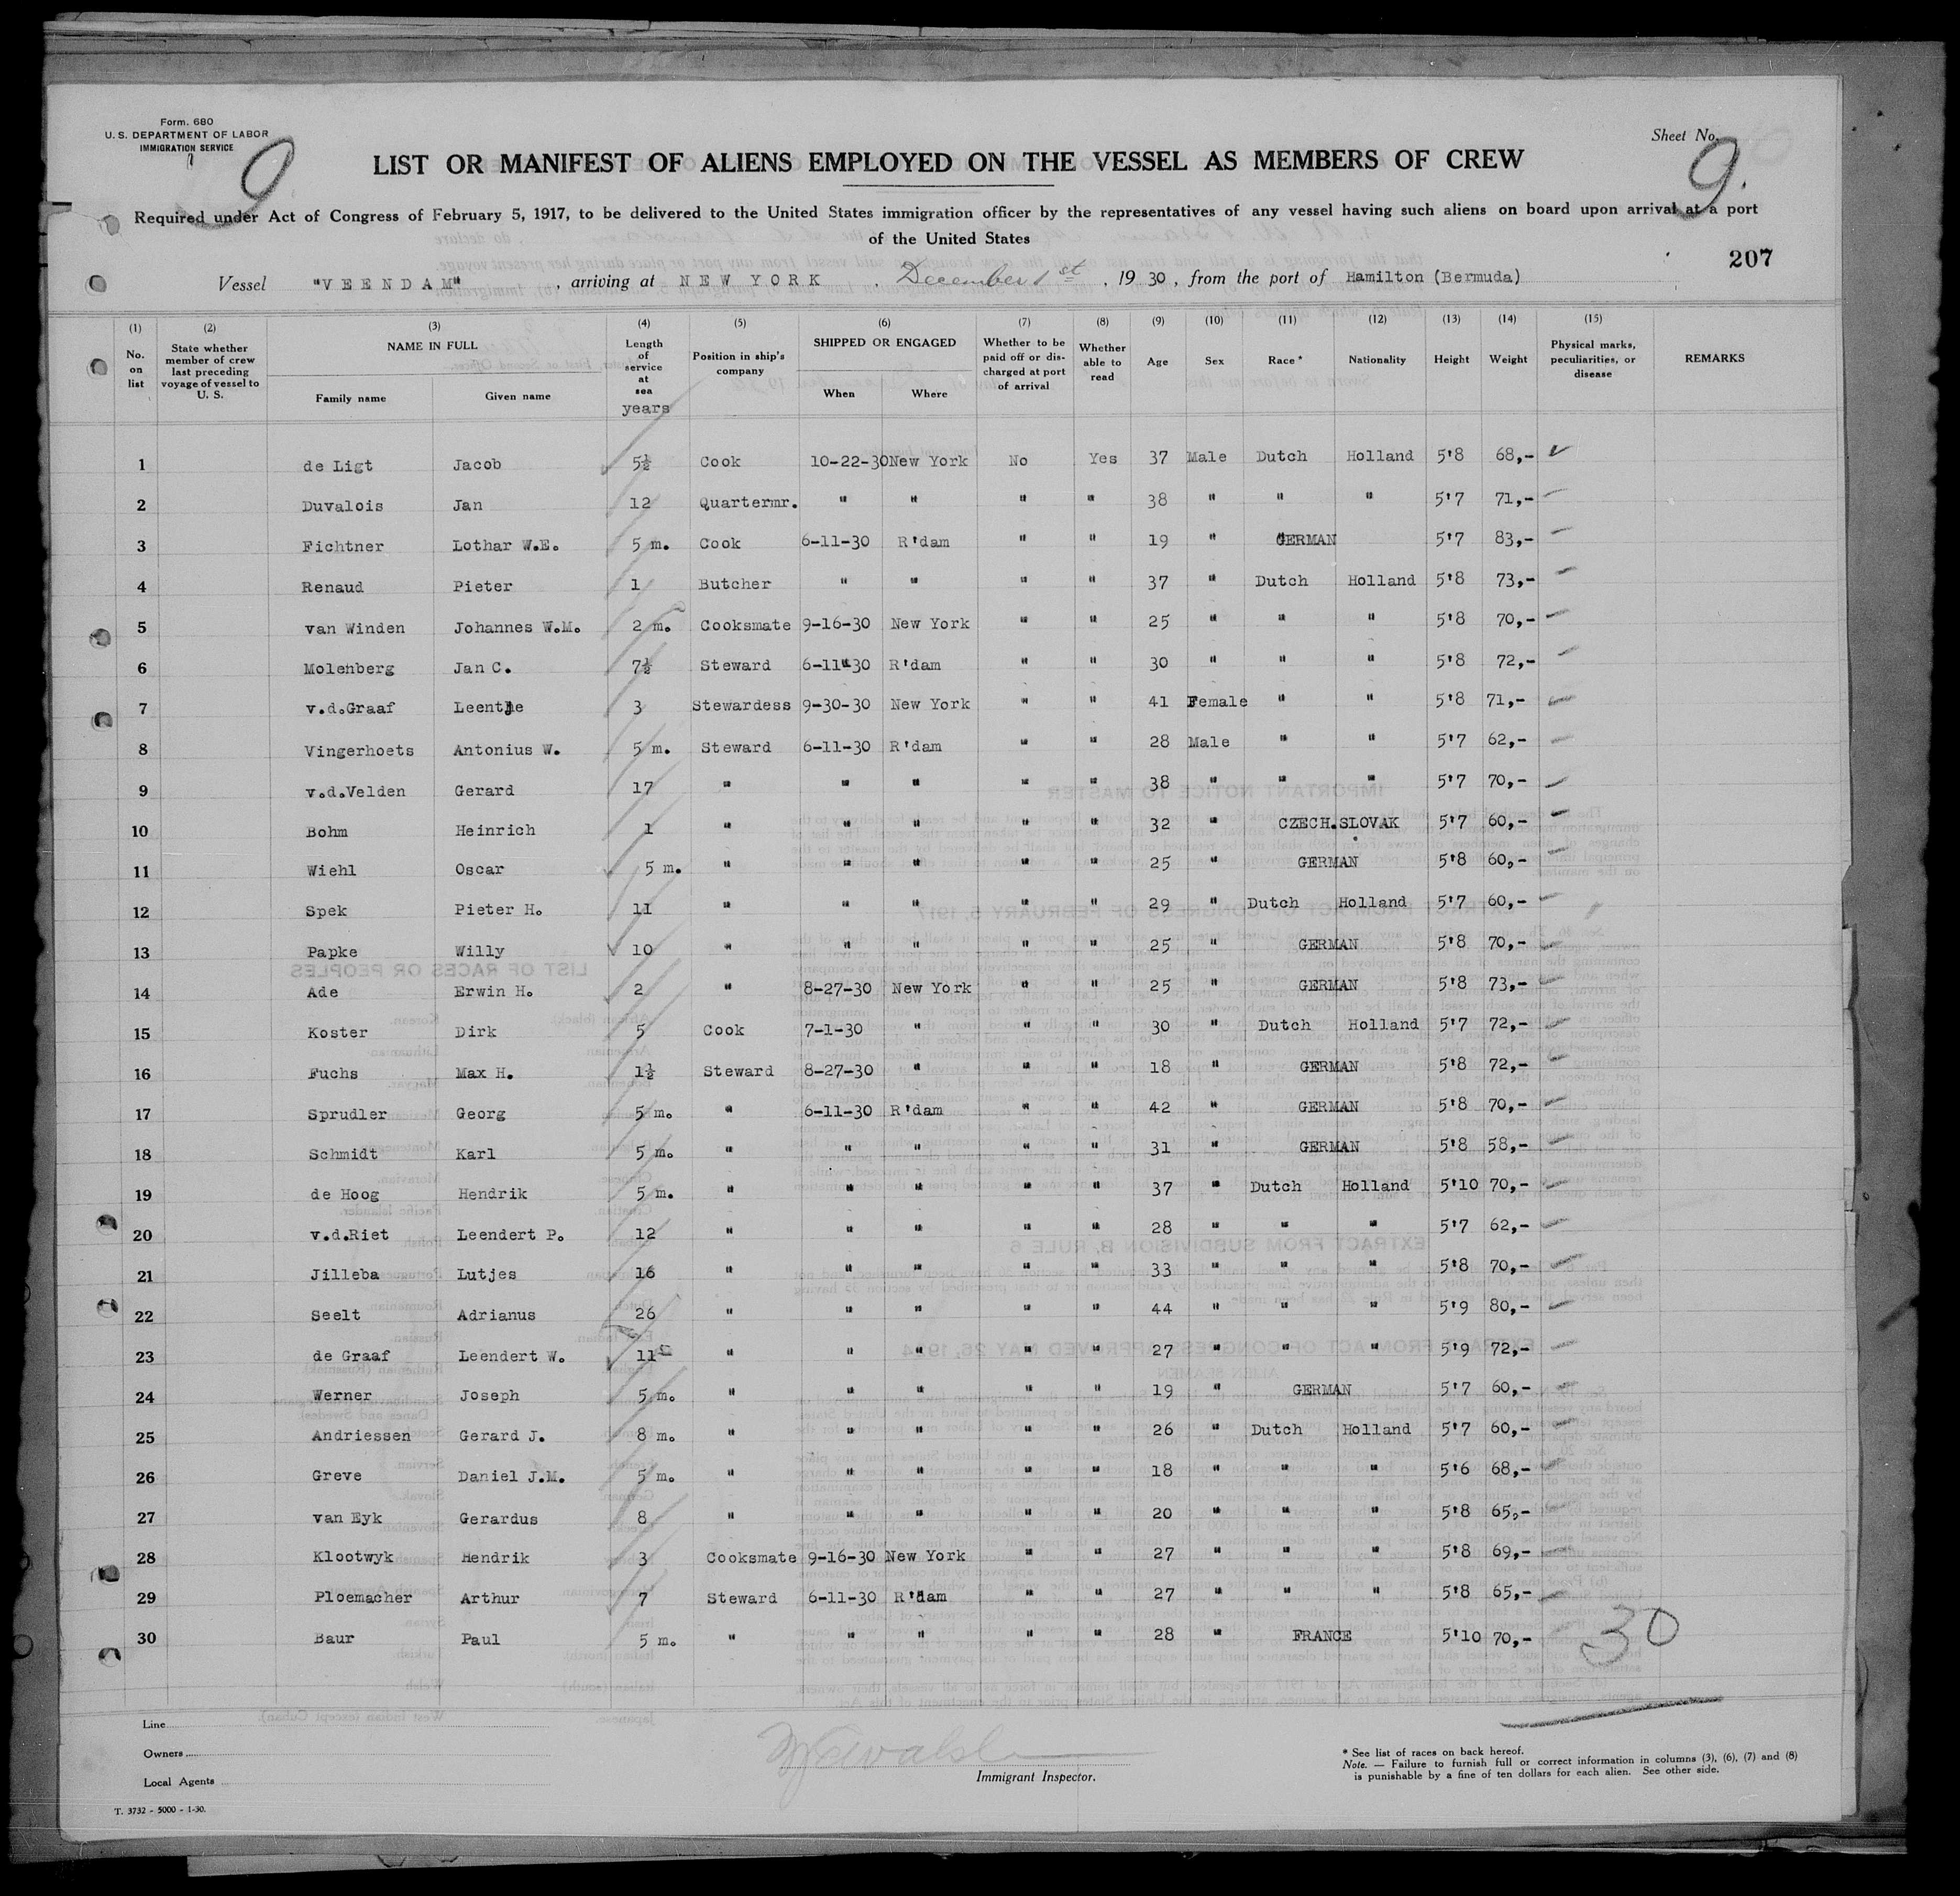 Form. 680
U. S. DEPARTMENT OF LABOR
IMMIGRATION SERVICE
9
Sheet No. 9.
LIST OR MANIFEST OF ALIENS EMPLOYED ON THE VESSEL AS MEMBERS OF CREW
Required under Act of Congress of February 5, 1917, to be delivered to the United States immigration officer by the representatives of any vessel having such aliens on board upon arrival at a port
of the United States
207
Vessel "VEENDAM", arriving at NEW YORK, December 1st, 1930, from the port of Hamilton (Bermuda)
(1) (2) (3) (4) (5) (6) (7) (8) (9) (10) (11) (12) (13) (14) (15)
No. on list State whether member of crew last preceding voyage of vessel to U. S. NAME IN FULL Family name Given name Length of service at sea years Position in ship's company SHIPPED OR ENGAGED When Where Whether to be paid off or discharged at port of arrival Whether able to read Age Sex Race * Nationality Height Weight Physical marks, peculiarities, or disease REMARKS
1 de Ligt Jacob 5½ Cook 10-22-30 New York No Yes 37 Male Dutch Holland 5'8 68,-
2 Duvalois Jan 12 Quartermr. " " " " 38 " " " 5'7 71,-
3 Fichtner Lothar W.E. 5 m. Cook 6-11-30 R'dam " " 19 " GERMAN 5'7 83,-
4 Renaud Pieter 1 Butcher " " " " 37 " Dutch Holland 5'8 73,-
5 van Winden Johannes W.M. 2 m. Cooksmate 9-16-30 New York " " 25 " " " 5'8 70,-
6 Molenberg Jan C. 7½ Steward 6-11-30 R'dam " " 30 " " " 5'8 72,-
7 v.d.Graaf Leentje 3 Stewardess 9-30-30 New York " " 41 Female " " 5'8 71,-
8 Vingerhoets Antonius W. 5 m. Steward 6-11-30 R'dam " " 28 Male " " 5'7 62,-
9 v.d.Velden Gerard 17 " " " " " 38 " " " 5'7 70,-
10 Bohm Heinrich 1 " " " " " 32 " CZECH.SLOVAK 5'7 60,-
11 Wiehl Oscar 5 m. " " " " " 25 " GERMAN 5'8 60,-
12 Spek Pieter H. 11 " " " " " 29 " Dutch Holland 5'7 60,-
13 Papke Willy 10 " " " " " 25 " GERMAN 5'8 70,-
14 Ade Erwin H. 2 " 8-27-30 New York " " 25 " GERMAN 5'8 73,-
15 Koster Dirk 5 Cook 7-1-30 " " " 30 " Dutch Holland 5'7 72,-
16 Fuchs Max H. 1½ Steward 8-27-30 " " " 18 " GERMAN 5'8 72,-
17 Sprudler Georg 5 m. " 6-11-30 R'dam " " 42 " GERMAN 5'8 70,-
18 Schmidt Karl 5 m. " " " " " 31 " GERMAN 5'8 58,-
19 de Hoog Hendrik 5 m. " " " " " 37 " Dutch Holland 5'10 70,-
20 v.d.Riet Leendert P. 12 " " " " " 28 " " " 5'7 62,-
21 Jilleba Lutjes 16 " " " " " 33 " " " 5'8 70,-
22 Seelt Adrianus 26 " " " " " 44 " " " 5'9 80,-
23 de Graaf Leendert W. 11 " " " " " 27 " " " 5'9 72,-
24 Werner Joseph 5 m. " " " " " 19 " GERMAN 5'7 60,-
25 Andriessen Gerard J. 8 m. " " " " " 26 " Dutch Holland 5'7 60,-
26 Greve Daniel J.M. 5 m. " " " " " 18 " " " 5'6 68,-
27 van Eyk Gerardus 8 " " " " " 20 " " " 5'8 65,-
28 Klootwyk Hendrik 3 Cooksmate 9-16-30 New York " " 27 " " " 5'8 69,-
29 Ploemacher Arthur 7 Steward 6-11-30 R'dam " " 27 " " " 5'8 65,-
30 Baur Paul 5 m. " " " " " 28 " FRANCE 5'10 70,-
30
Line
Owners
Local Agents
Immigrant Inspector.
* See list of races on back hereof.
Note. — Failure to furnish full or correct information in columns (3), (6), (7) and (8)
is punishable by a fine of ten dollars for each alien. See other side.
T. 3732 - 5000 - 1-30.